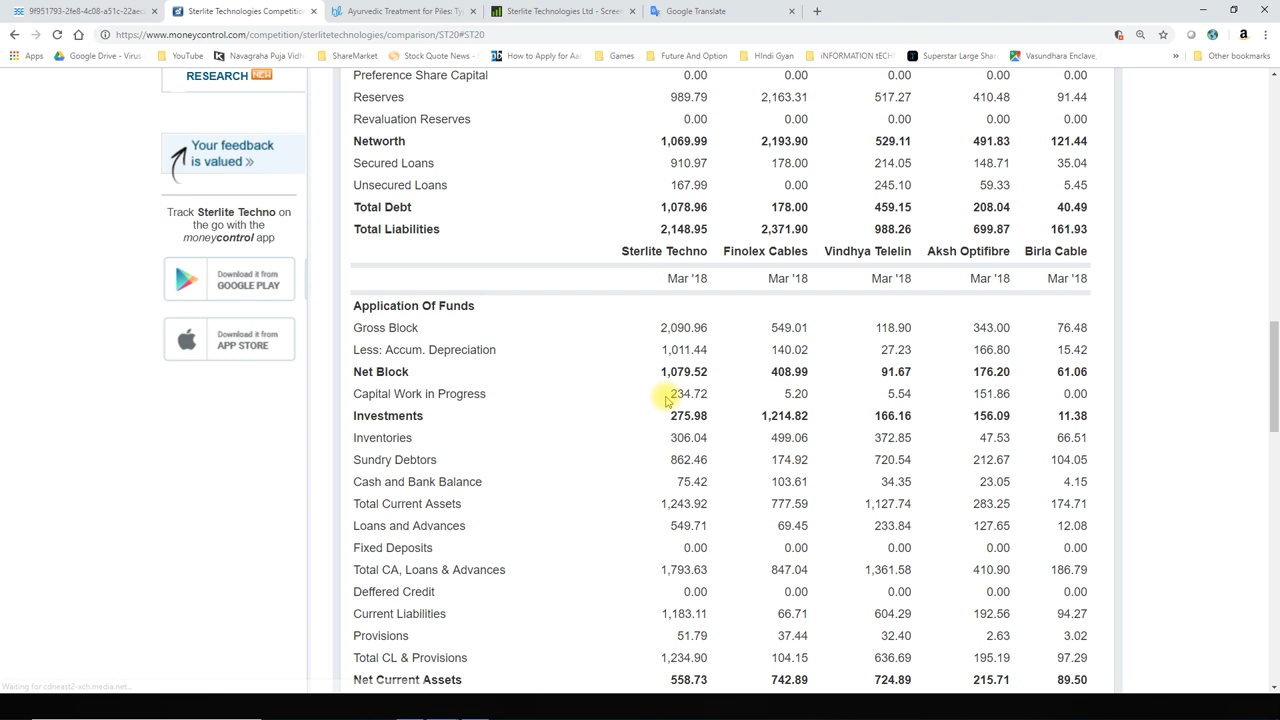 9f951793-2fe8-4c08-a51c-22aec
Sterlite Technologies Competitio
Ayurvedic Treatment for Piles: Ty
Sterlite Technologies Ltd - Scree
Google Translate
https://www.moneycontrol.com/competition/sterlitetechnologies/comparison/ST20#ST20
Apps Google Drive - Virus YouTube Navagraha Puja Vidh ShareMarket Stock Quote News - How to Apply for Aad Games Future And Option HIndi Gyan iNFORMATION tECH Superstar Large Shar Vasundhara Enclave, » Other bookmarks
RESEARCH NEW
Your feedback
is valued »
Track Sterlite Techno on
the go with the
moneycontrol app
Download it from
GOOGLE PLAY
Download it from
APP STORE
Preference Share Capital 0.00 0.00 0.00 0.00 0.00
Reserves 989.79 2,163.31 517.27 410.48 91.44
Revaluation Reserves 0.00 0.00 0.00 0.00 0.00
Networth 1,069.99 2,193.90 529.11 491.83 121.44
Secured Loans 910.97 178.00 214.05 148.71 35.04
Unsecured Loans 167.99 0.00 245.10 59.33 5.45
Total Debt 1,078.96 178.00 459.15 208.04 40.49
Total Liabilities 2,148.95 2,371.90 988.26 699.87 161.93
Sterlite Techno Finolex Cables Vindhya Telelin Aksh Optifibre Birla Cable
Mar '18 Mar '18 Mar '18 Mar '18 Mar '18
Application Of Funds
Gross Block 2,090.96 549.01 118.90 343.00 76.48
Less: Accum. Depreciation 1,011.44 140.02 27.23 166.80 15.42
Net Block 1,079.52 408.99 91.67 176.20 61.06
Capital Work in Progress 234.72 5.20 5.54 151.86 0.00
Investments 275.98 1,214.82 166.16 156.09 11.38
Inventories 306.04 499.06 372.85 47.53 66.51
Sundry Debtors 862.46 174.92 720.54 212.67 104.05
Cash and Bank Balance 75.42 103.61 34.35 23.05 4.15
Total Current Assets 1,243.92 777.59 1,127.74 283.25 174.71
Loans and Advances 549.71 69.45 233.84 127.65 12.08
Fixed Deposits 0.00 0.00 0.00 0.00 0.00
Total CA, Loans & Advances 1,793.63 847.04 1,361.58 410.90 186.79
Deffered Credit 0.00 0.00 0.00 0.00 0.00
Current Liabilities 1,183.11 66.71 604.29 192.56 94.27
Provisions 51.79 37.44 32.40 2.63 3.02
Total CL & Provisions 1,234.90 104.15 636.69 195.19 97.29
Net Current Assets 558.73 742.89 724.89 215.71 89.50
Waiting for cdneast2-xch.media.net...